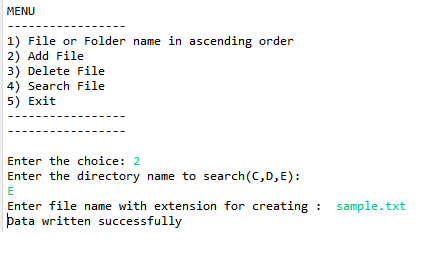 MENU
-----------------
1) File or Folder name in ascending order
2) Add File
3) Delete File
4) Search File
5) Exit
-----------------
-----------------
Enter the choice: 2
Enter the directory name to search(C,D,E):
E
Enter file name with extension for creating :  sample.txt
Data written successfully